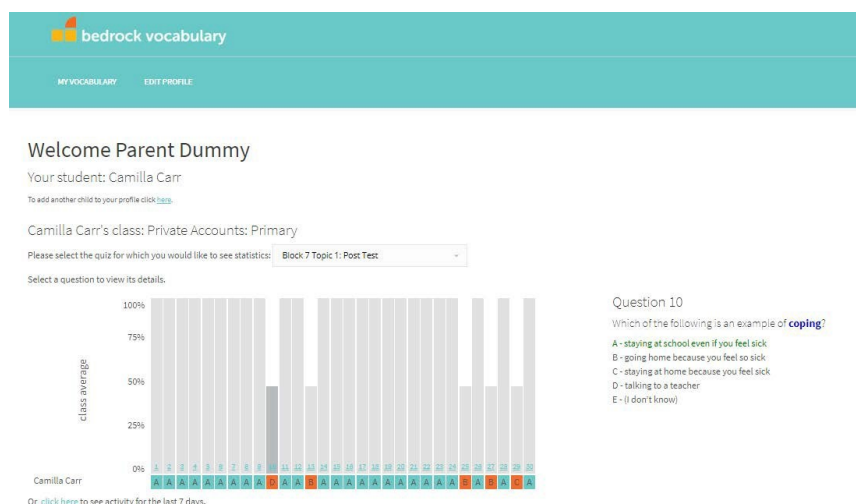 bedrock vocabulary
MY VOCABULARY EDIT PROFILE
Welcome Parent Dummy
Your student: Camilla Carr
To add another child to your profile click here.
Camilla Carr's class: Private Accounts: Primary
Please select the quiz for which you would like to see statistics: Block 7 Topic 1: Post Test
Select a question to view its details.
100%
75%
50%
25%
0%
class average
1 2 3 4 5 6 7 8 9 10 11 12 13 14 15 16 17 18 19 20 21 22 23 24 25 26 27 28 29 30
Camilla Carr A A A A A A A A A D A A B A A A A A A A A A A A B A B A C A
Or, click here to see activity for the last 7 days.
Question 10
Which of the following is an example of coping?
A - staying at school even if you feel sick
B - going home because you feel so sick
C - staying at home because you feel sick
D - talking to a teacher
E - (I don't know)